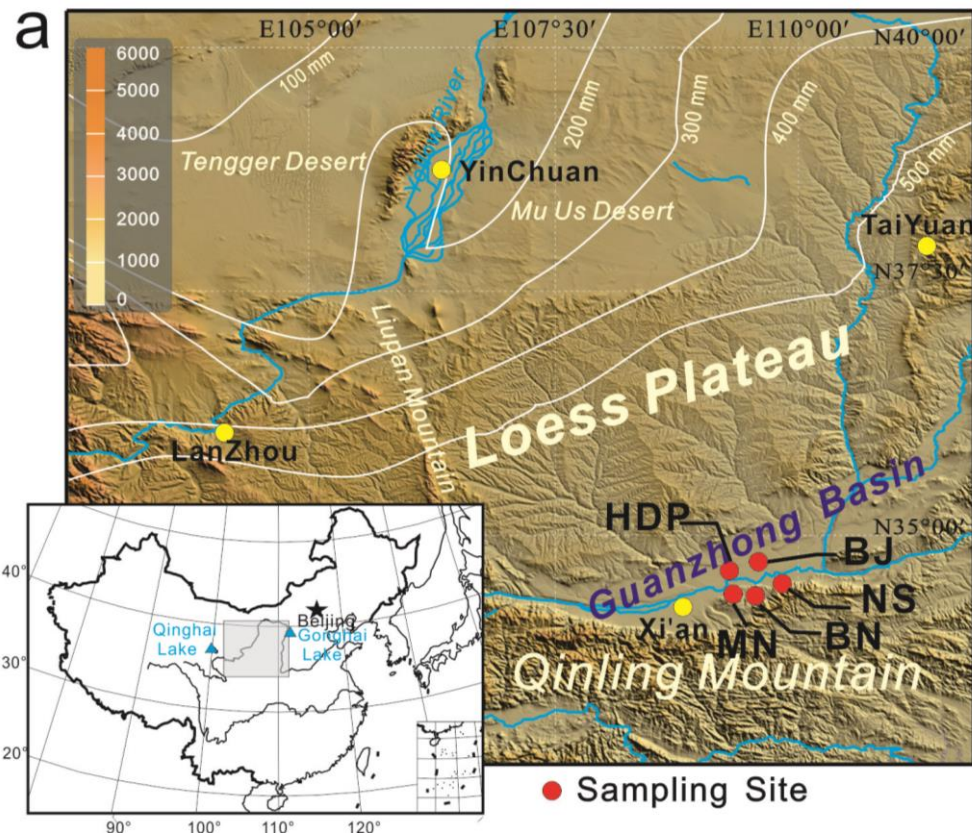 a
E105°00′
E107°30′
E110°00′
N40°00′
6000
5000
4000
3000
2000
1000
0
100 mm
200 mm
300 mm
400 mm
500 mm
Tengger Desert
Yellow River
YinChuan
Mu Us Desert
TaiYuan
N37°30′
Liupan Mountain
Loess Plateau
LanZhou
Guanzhong Basin
N35°00′
HDP
BJ
NS
BN
MN
Xi'an
Qinling Mountain
40°
30°
20°
Beijing
Qinghai
Lake
Gonghai
Lake
90°
100°
110°
120°
Sampling Site